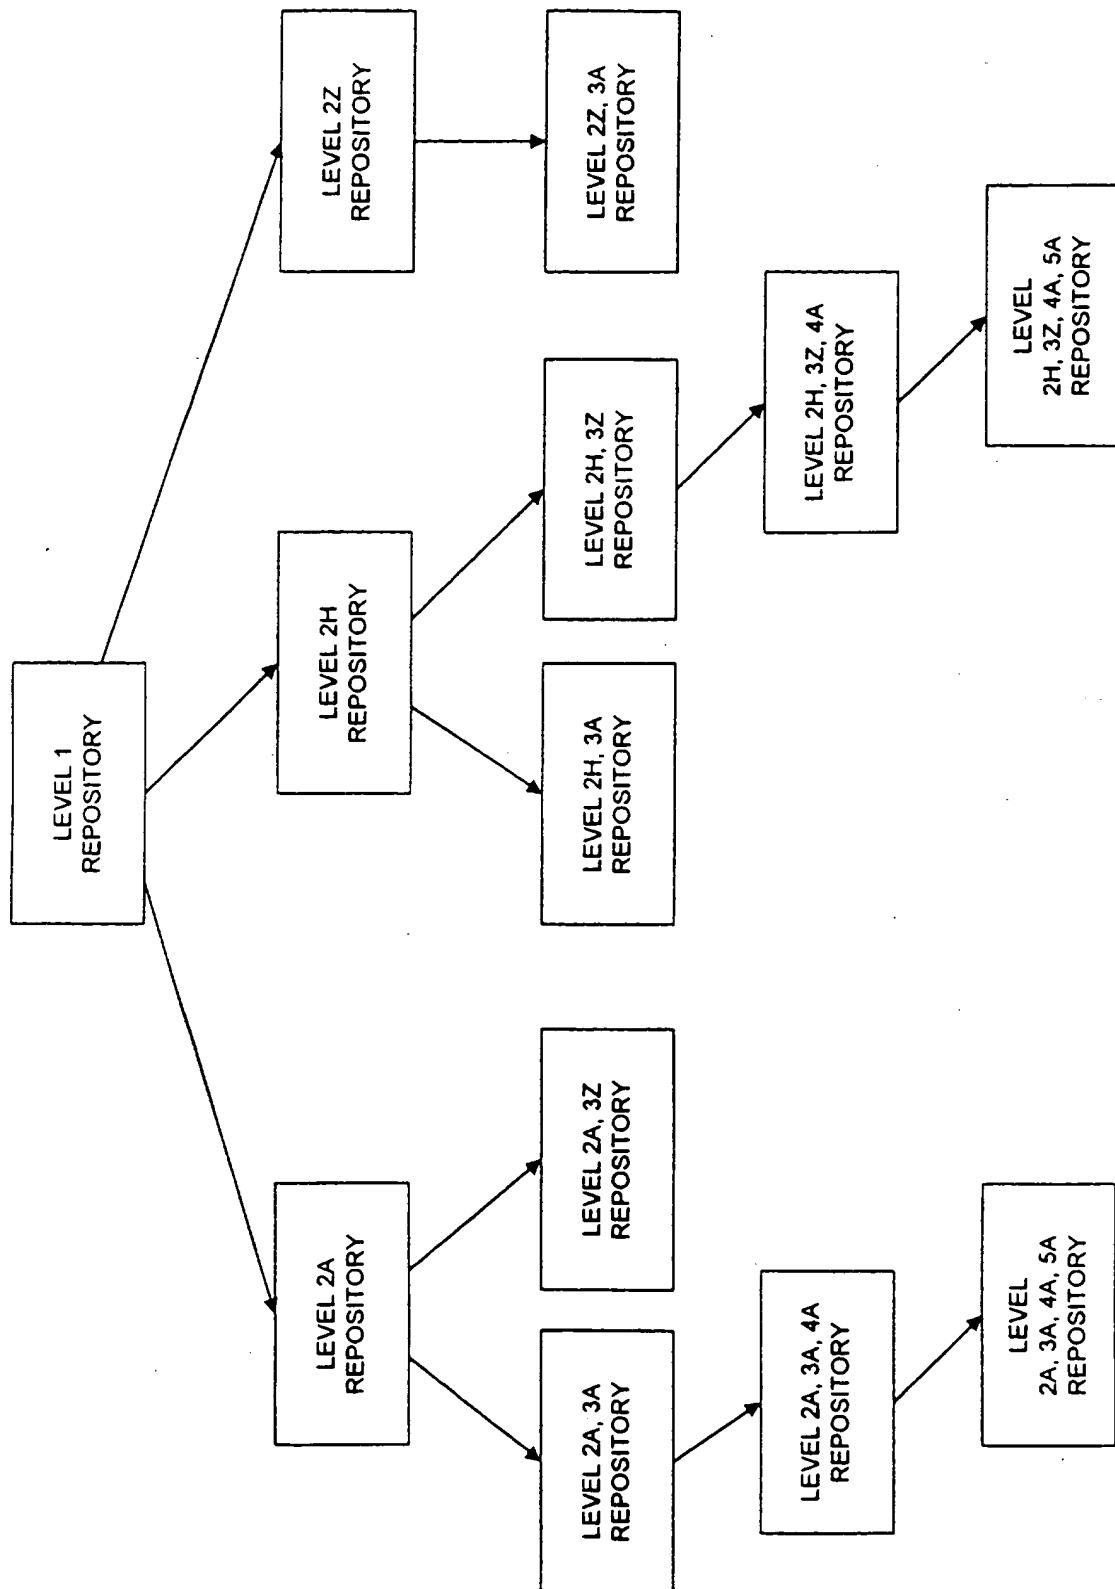 LEVEL 1
REPOSITORY
LEVEL 2A
REPOSITORY
LEVEL 2H
REPOSITORY
LEVEL 2Z
REPOSITORY
LEVEL 2A, 3A
REPOSITORY
LEVEL 2A, 3Z
REPOSITORY
LEVEL 2H, 3A
REPOSITORY
LEVEL 2H, 3Z
REPOSITORY
LEVEL 2Z, 3A
REPOSITORY
LEVEL 2A, 3A, 4A
REPOSITORY
LEVEL 2H, 3Z, 4A
REPOSITORY
LEVEL
2A, 3A, 4A, 5A
REPOSITORY
LEVEL
2H, 3Z, 4A, 5A
REPOSITORY